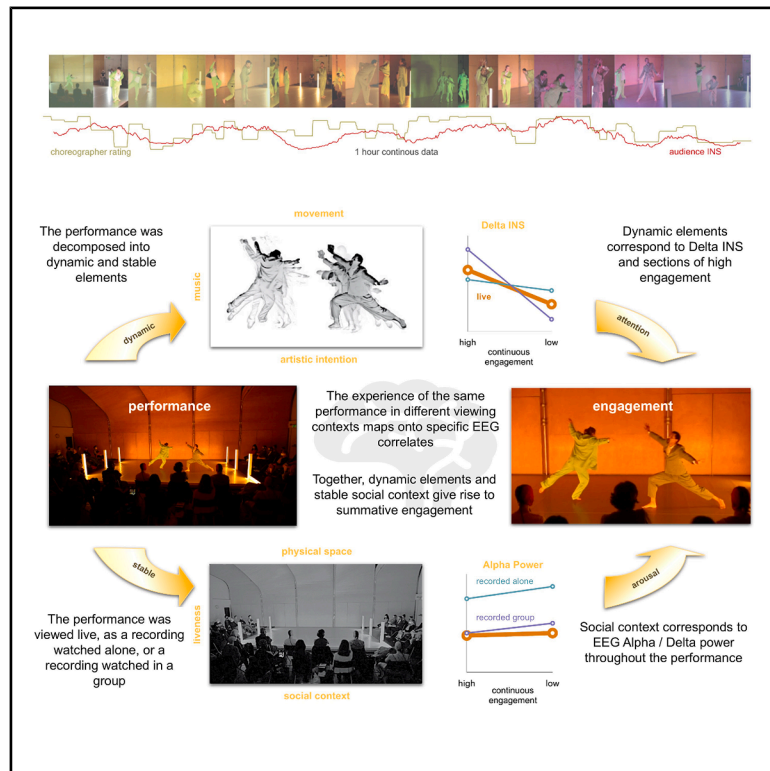 choreographer rating
1 hour continous data
audience INS
The performance was
decomposed into
dynamic and stable
elements
dynamic
movement
music
artistic intention
Delta INS
live
high
low
continuous
engagement
Dynamic elements
correspond to Delta INS
and sections of high
engagement
attention
performance
The experience of the same
performance in different viewing
contexts maps onto specific EEG
correlates
Together, dynamic elements and
stable social context give rise to
summative engagement
engagement
stable
The performance was
viewed live, as a recording
watched alone, or a
recording watched in a
group
physical space
liveness
social context
Alpha Power
recorded alone
recorded group
high
low
continuous
engagement
arousal
Social context corresponds to
EEG Alpha / Delta power
throughout the performance